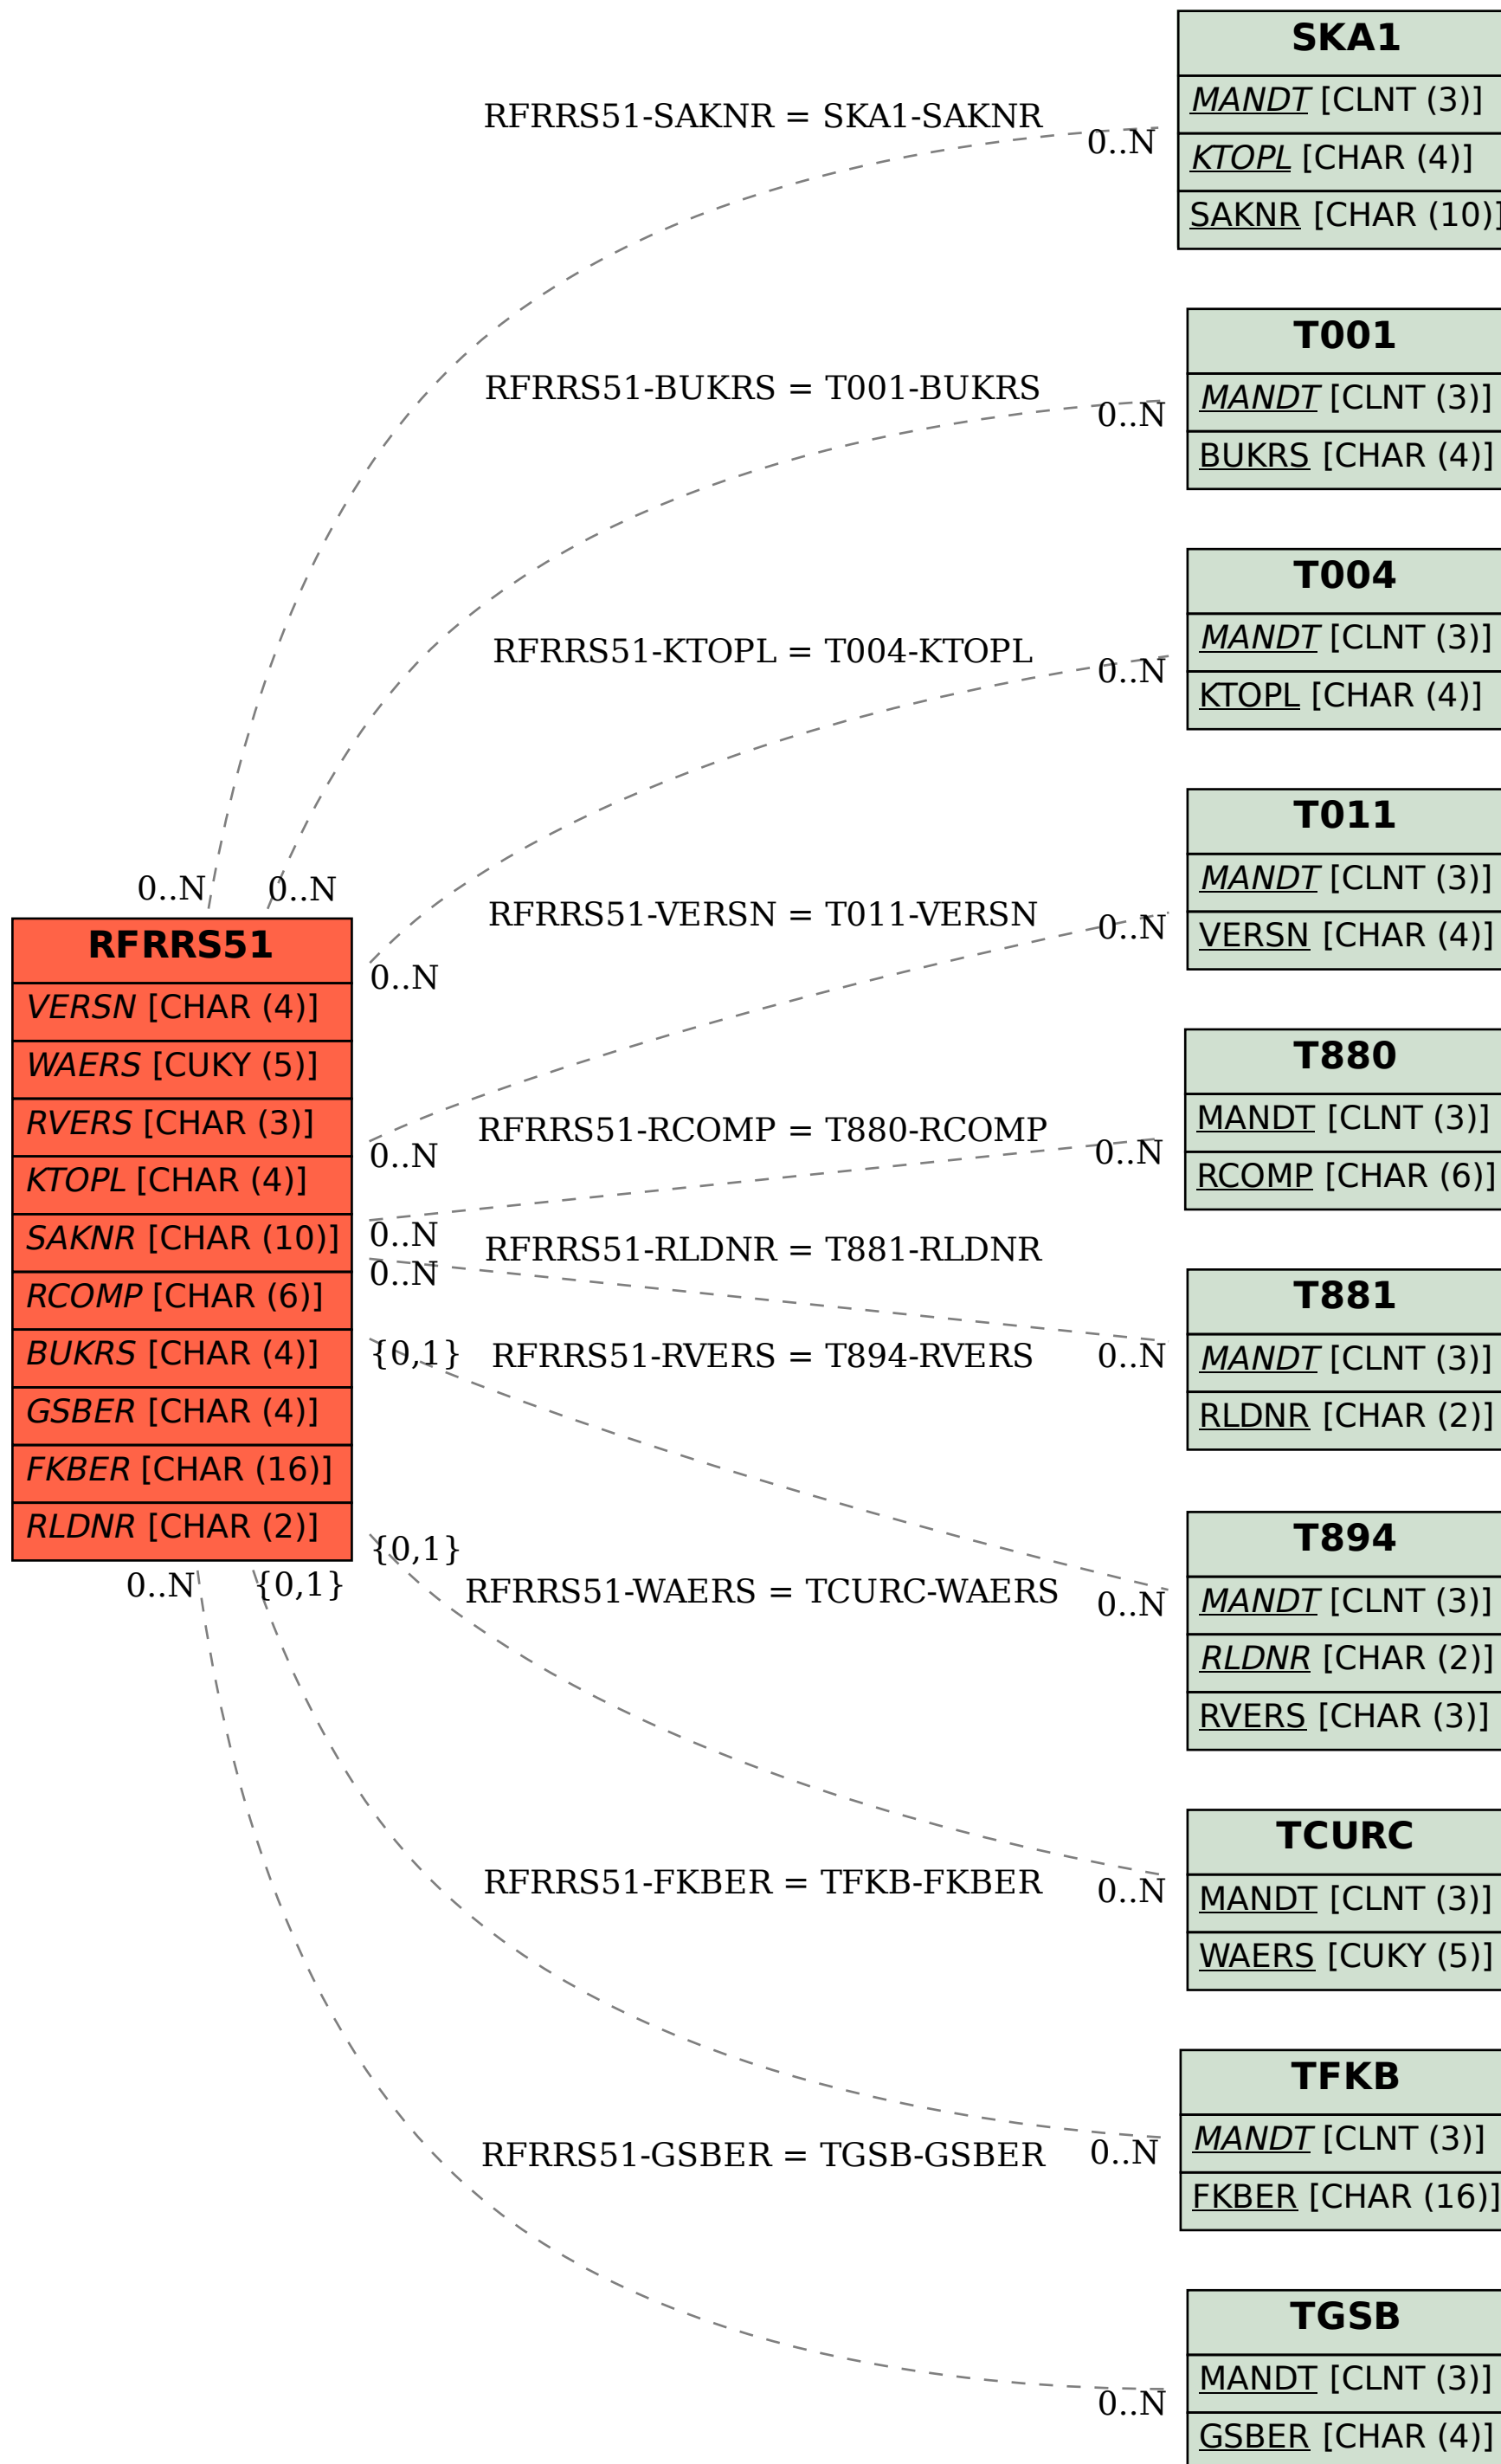 SKA1
MANDT [CLNT (3)]
KTOPL [CHAR (4)]
SAKNR [CHAR (10)]
RFRRS51-SAKNR = SKA1-SAKNR
0..N
T001
MANDT [CLNT (3)]
BUKRS [CHAR (4)]
RFRRS51-BUKRS = T001-BUKRS
0..N
T004
MANDT [CLNT (3)]
KTOPL [CHAR (4)]
RFRRS51-KTOPL = T004-KTOPL
0..N
T011
MANDT [CLNT (3)]
VERSN [CHAR (4)]
RFRRS51-VERSN = T011-VERSN
0..N
0..N
0..N
0..N
RFRRS51
VERSN [CHAR (4)]
WAERS [CUKY (5)]
RVERS [CHAR (3)]
KTOPL [CHAR (4)]
SAKNR [CHAR (10)]
RCOMP [CHAR (6)]
BUKRS [CHAR (4)]
GSBER [CHAR (4)]
FKBER [CHAR (16)]
RLDNR [CHAR (2)]
0..N
0..N
0..N
{0,1}
{0,1}
0..N
{0,1}
T880
MANDT [CLNT (3)]
RCOMP [CHAR (6)]
RFRRS51-RCOMP = T880-RCOMP
0..N
RFRRS51-RLDNR = T881-RLDNR
T881
MANDT [CLNT (3)]
RLDNR [CHAR (2)]
RFRRS51-RVERS = T894-RVERS
0..N
T894
MANDT [CLNT (3)]
RLDNR [CHAR (2)]
RVERS [CHAR (3)]
RFRRS51-WAERS = TCURC-WAERS
0..N
TCURC
MANDT [CLNT (3)]
WAERS [CUKY (5)]
RFRRS51-FKBER = TFKB-FKBER
0..N
TFKB
MANDT [CLNT (3)]
FKBER [CHAR (16)]
RFRRS51-GSBER = TGSB-GSBER
0..N
TGSB
MANDT [CLNT (3)]
GSBER [CHAR (4)]
0..N